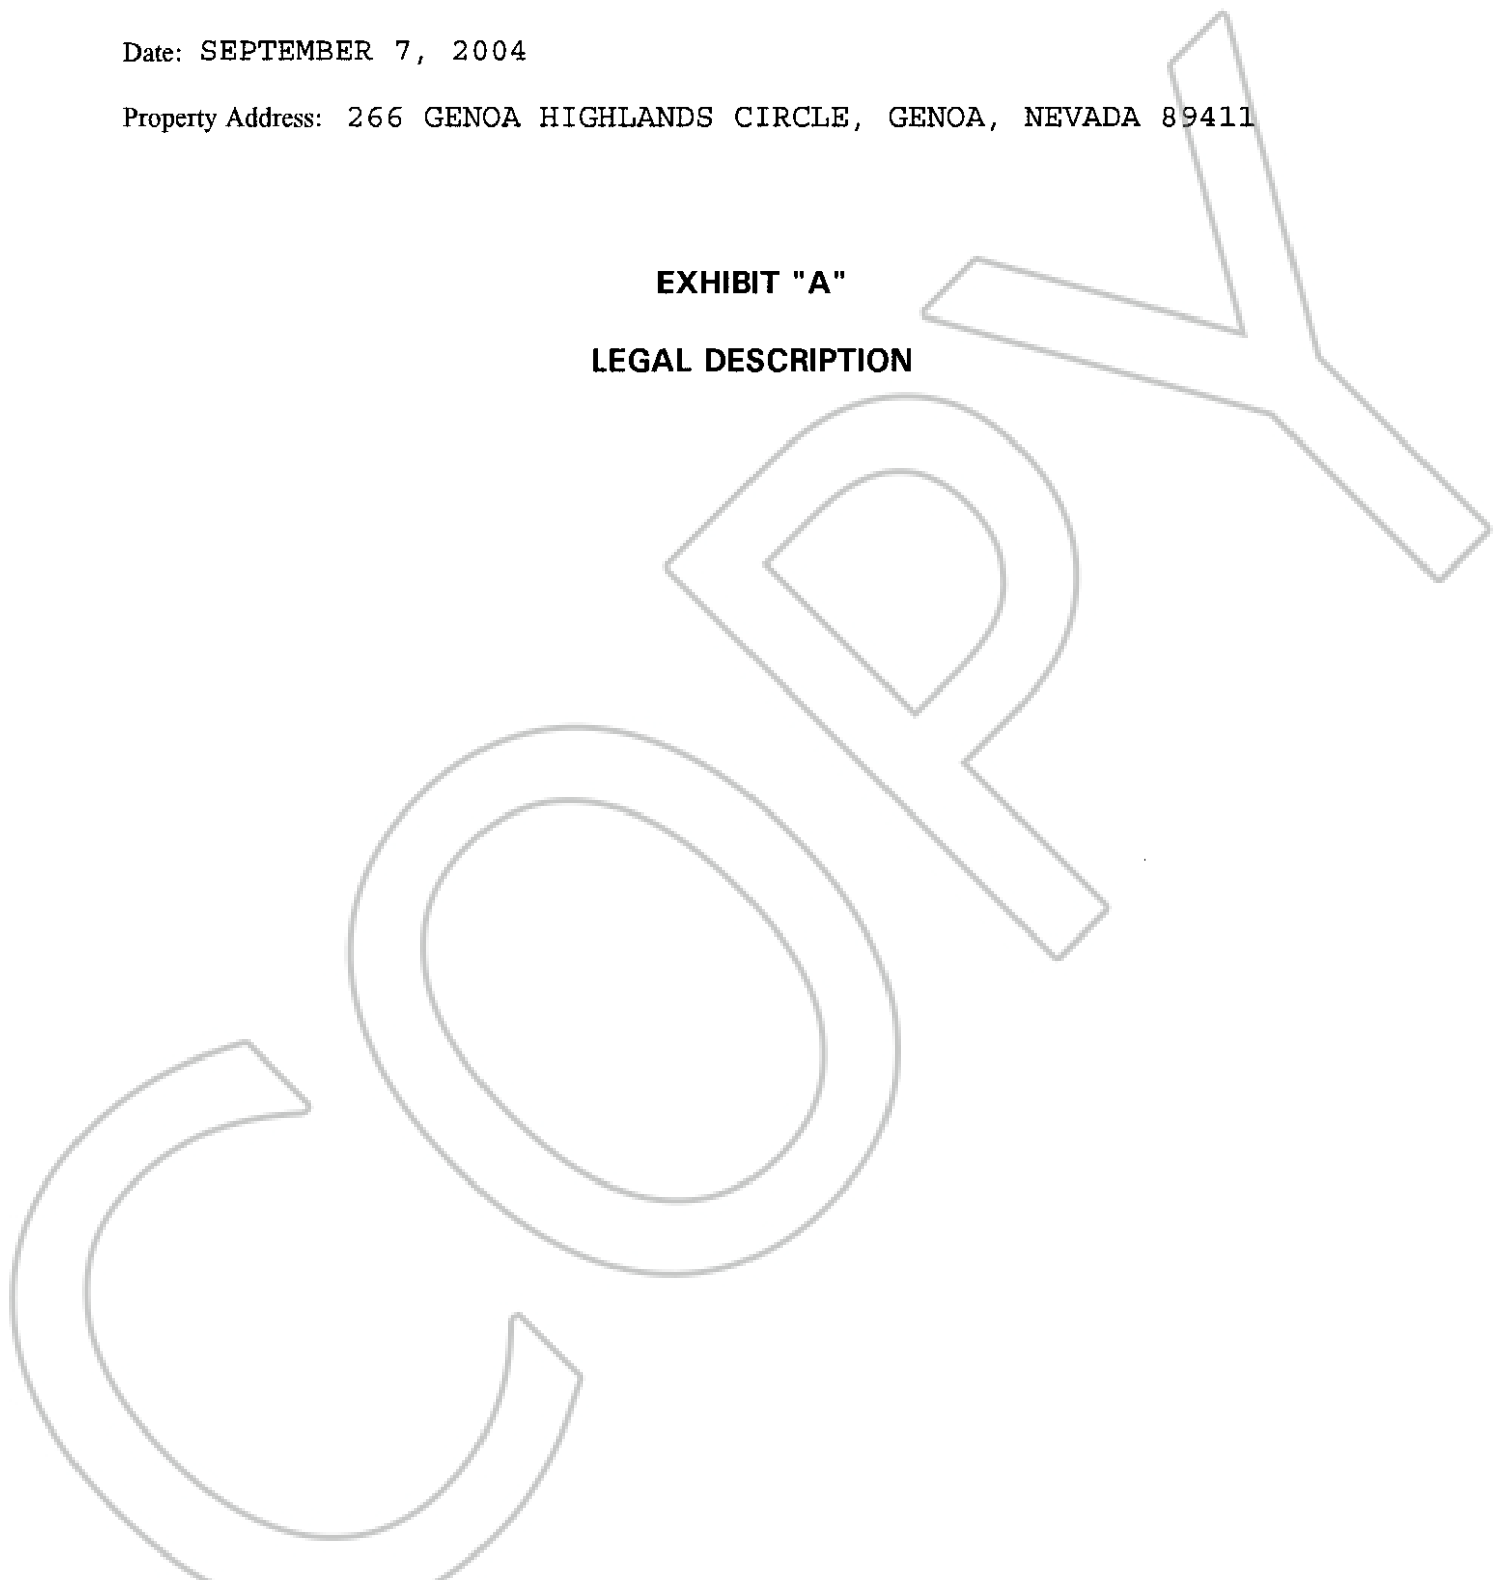 Date: SEPTEMBER 7, 2004
Property Address: 266 GENOA HIGHLANDS CIRCLE, GENOA, NEVADA 89411
EXHIBIT "A"
LEGAL DESCRIPTION
COPY